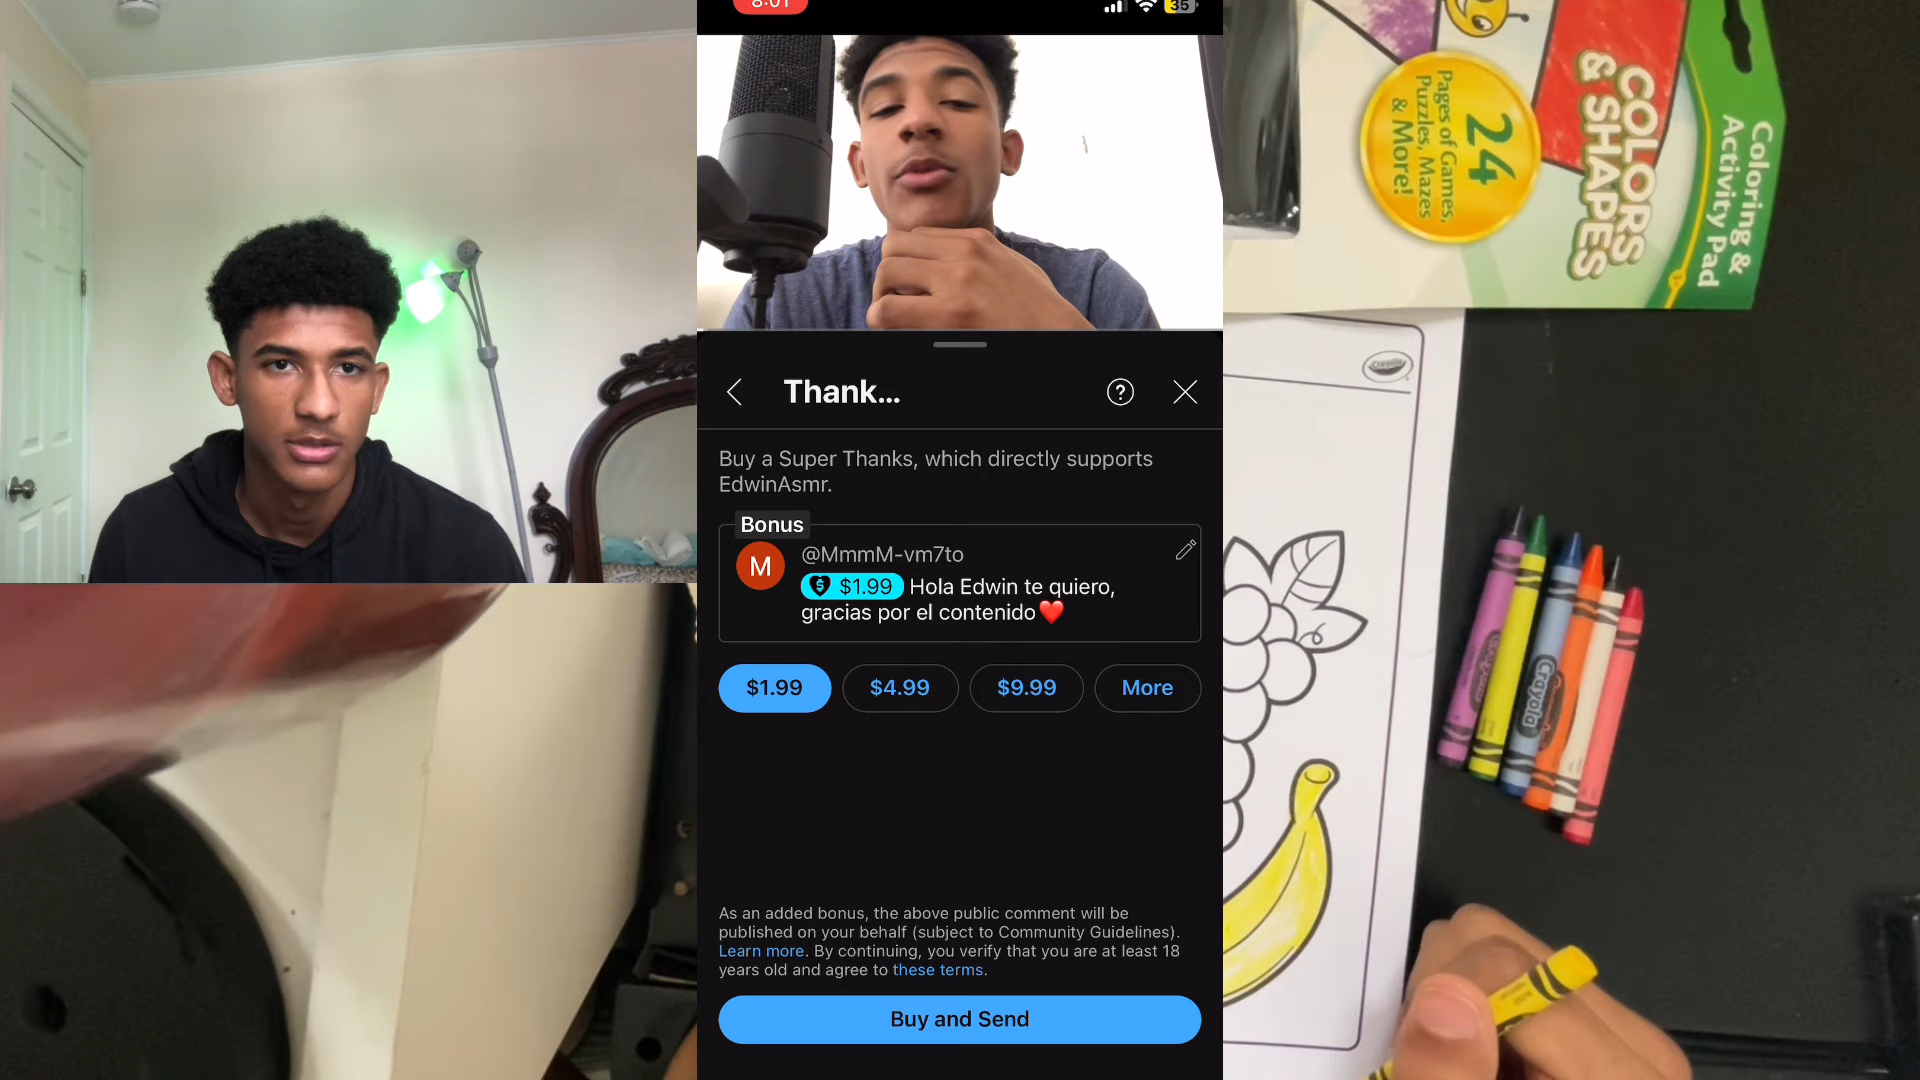 8:01
35
Thank...
Buy a Super Thanks, which directly supports
EdwinAsmr.
Bonus
M
@MmmM-vm7to
$1.99 Hola Edwin te quiero,
gracias por el contenido❤️
$1.99
$4.99
$9.99
More
As an added bonus, the above public comment will be
published on your behalf (subject to Community Guidelines).
Learn more. By continuing, you verify that you are at least 18
years old and agree to these terms.
Buy and Send
Coloring &
Activity Pad
COLORS
& SHAPES
24
Pages of Games,
Puzzles, Mazes
& More!
Crayola
Crayola